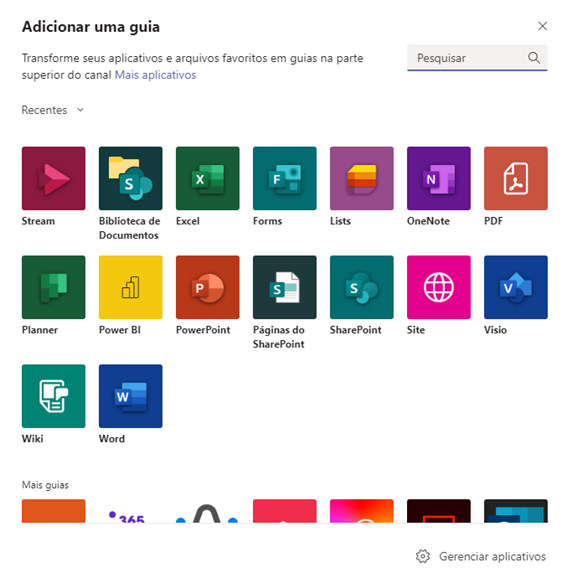 Adicionar uma guia
Transforme seus aplicativos e arquivos favoritos em guias na parte
superior do canal Mais aplicativos
Pesquisar
Recentes
Stream
Biblioteca de
Documentos
Excel
Forms
Lists
OneNote
PDF
Planner
Power BI
PowerPoint
Páginas do
SharePoint
SharePoint
Site
Visio
Wiki
Word
Mais guias
365
Gerenciar aplicativos